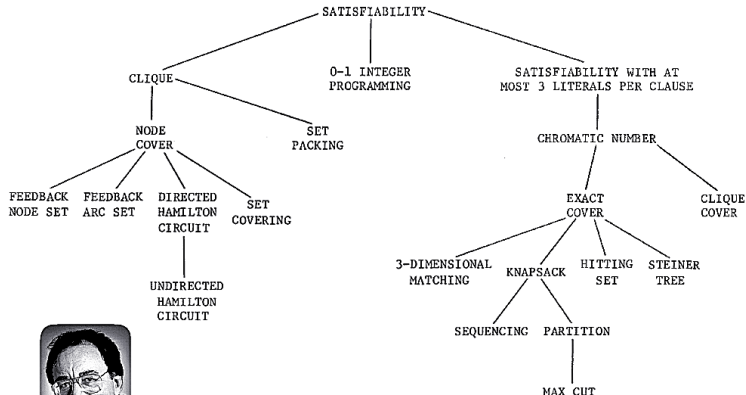 SATISFIABILITY
CLIQUE
0-1 INTEGER
PROGRAMMING
SATISFIABILITY WITH AT
MOST 3 LITERALS PER CLAUSE
NODE
COVER
SET
PACKING
CHROMATIC NUMBER
FEEDBACK
NODE SET
FEEDBACK
ARC SET
DIRECTED
HAMILTON
CIRCUIT
SET
COVERING
EXACT
COVER
CLIQUE
COVER
3-DIMENSIONAL
MATCHING
KNAPSACK
HITTING
SET
STEINER
TREE
UNDIRECTED
HAMILTON
CIRCUIT
SEQUENCING
PARTITION
MAX CUT